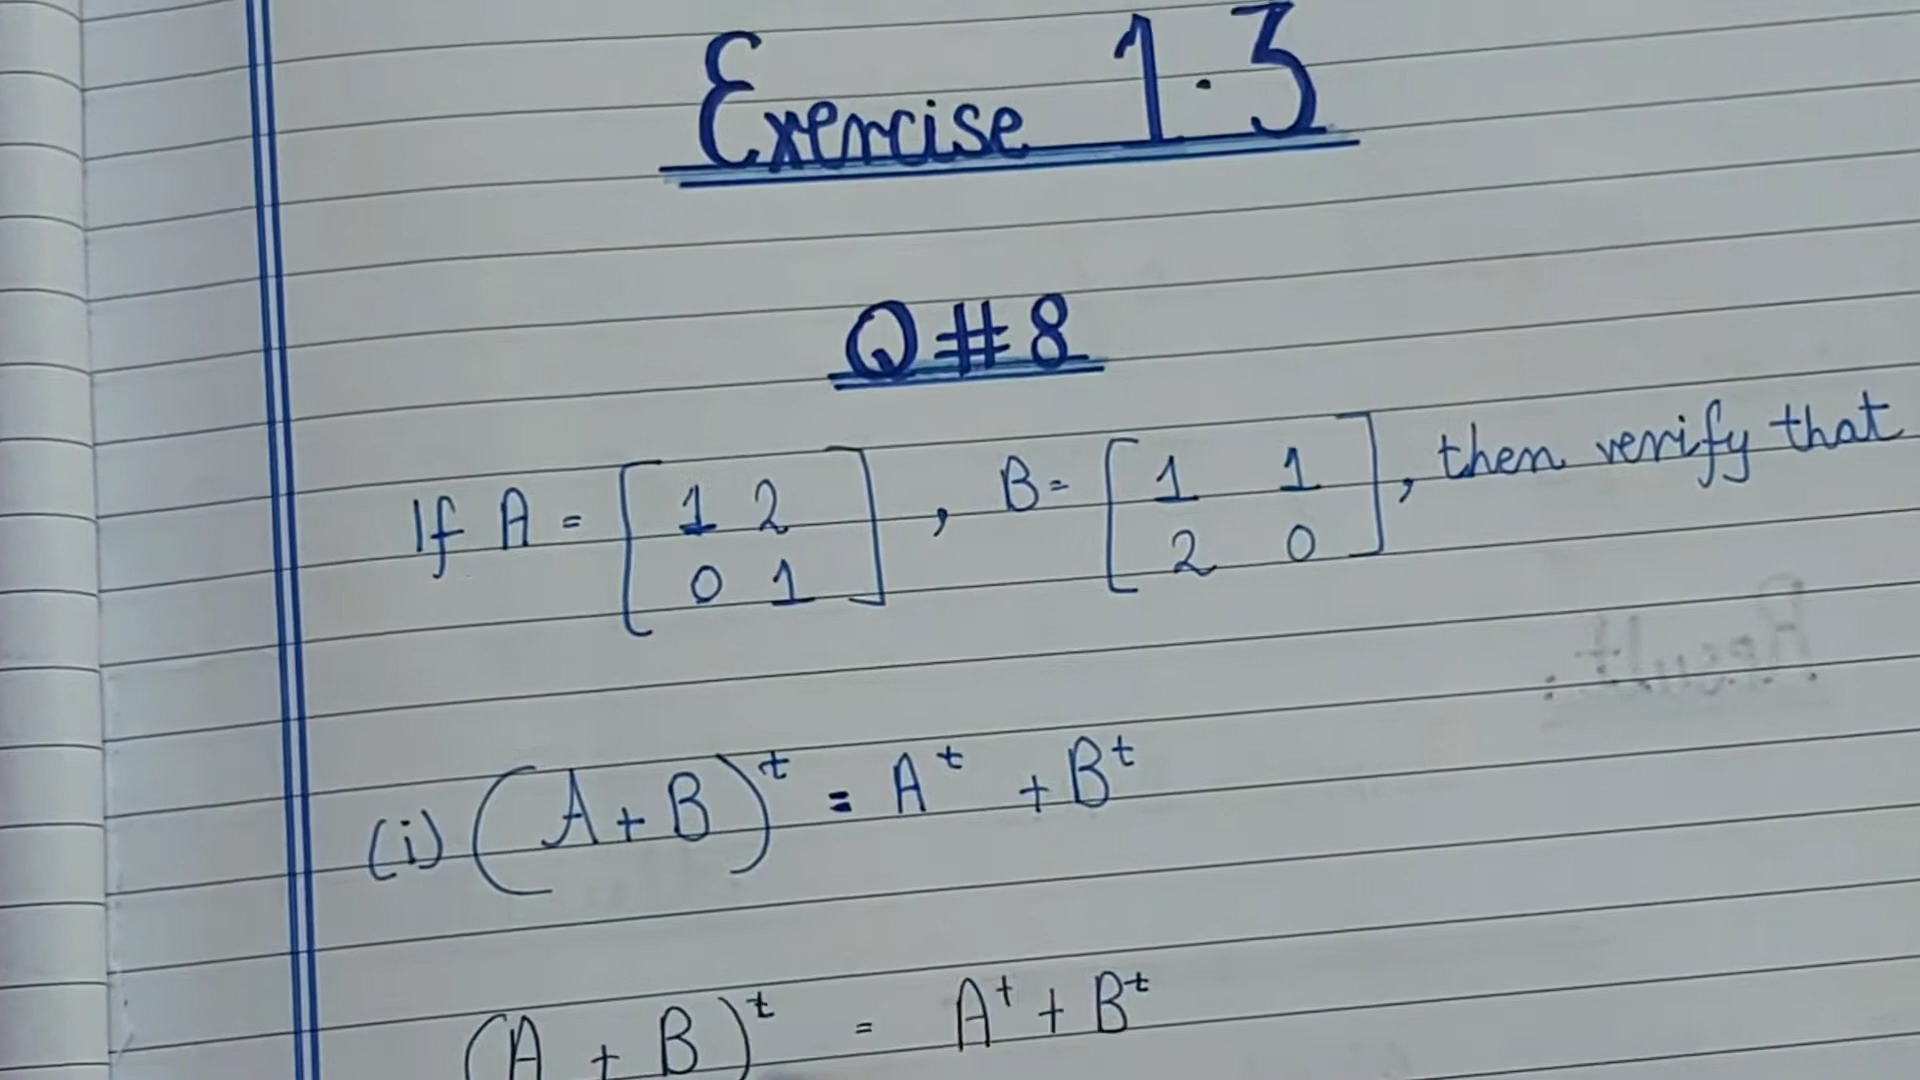 Exercise 1.3
Q#8
If A = [1 2 , B = [1 1 , then verify that
0 1] 2 0]
(i) (A+B)^t = A^t + B^t
(A + B)^t = A^t + B^t